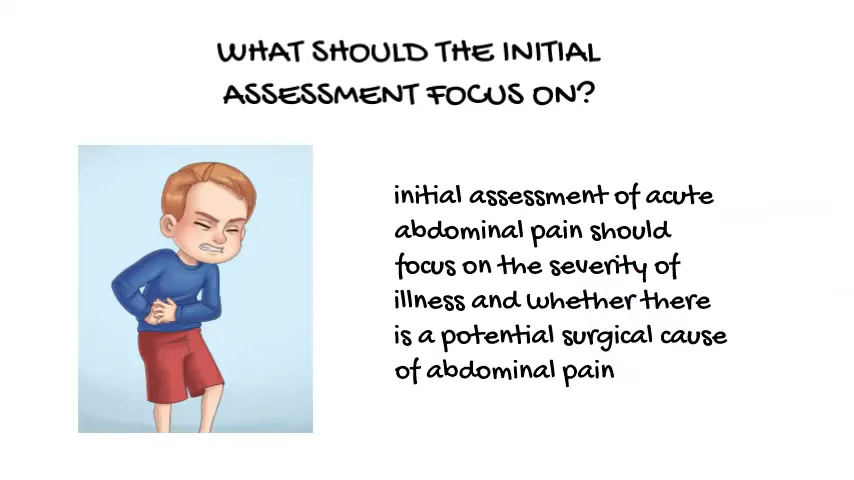 WHAT SHOULD THE INITIAL
ASSESSMENT FOCUS ON?
initial assessment of acute
abdominal pain should
focus on the severity of
illness and whether there
is a potential surgical cause
of abdominal pain